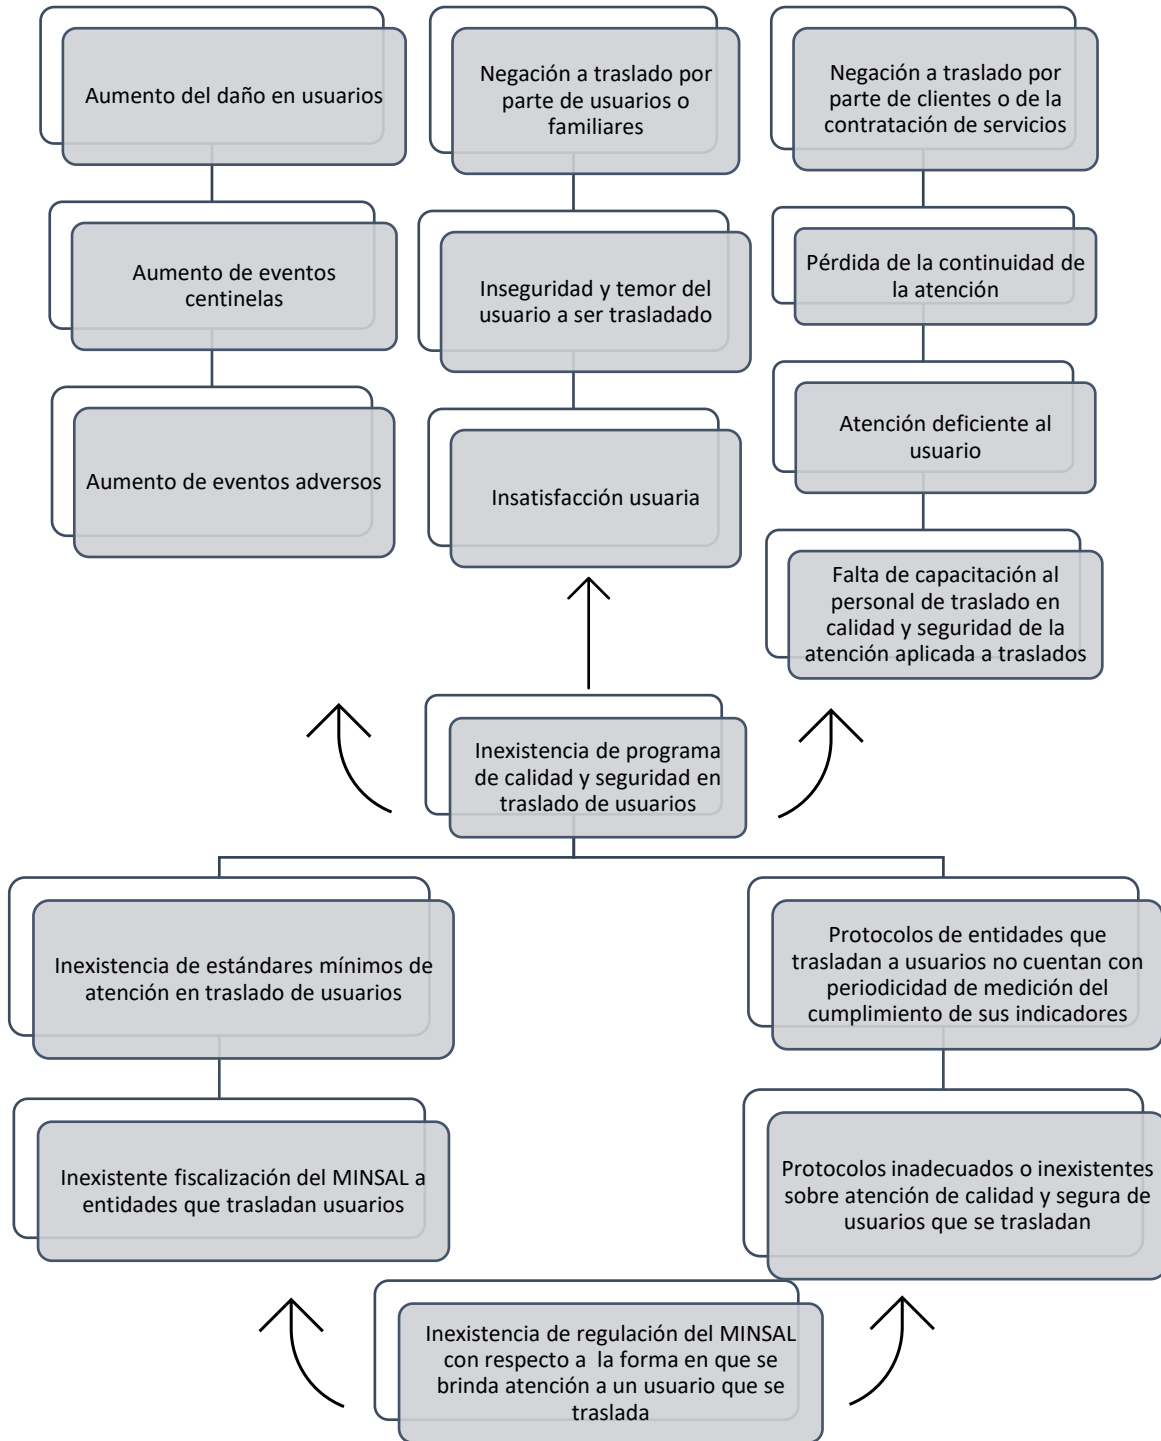 Aumento del daño en usuarios
Negación a traslado por
parte de usuarios o
familiares
Negación a traslado por
parte de clientes o de la
contratación de servicios
Aumento de eventos
centinelas
Inseguridad y temor del
usuario a ser trasladado
Pérdida de la continuidad de
la atención
Aumento de eventos adversos
Insatisfacción usuaria
Atención deficiente al
usuario
Falta de capacitación al
personal de traslado en
calidad y seguridad de la
atención aplicada a traslados
Inexistencia de programa
de calidad y seguridad en
traslado de usuarios
Inexistencia de estándares mínimos de
atención en traslado de usuarios
Protocolos de entidades que
trasladan a usuarios no cuentan con
periodicidad de medición del
cumplimiento de sus indicadores
Inexistente fiscalización del MINSAL a
entidades que trasladan usuarios
Protocolos inadecuados o inexistentes
sobre atención de calidad y segura de
usuarios que se trasladan
Inexistencia de regulación del MINSAL
con respecto a  la forma en que se
brinda atención a un usuario que se
traslada